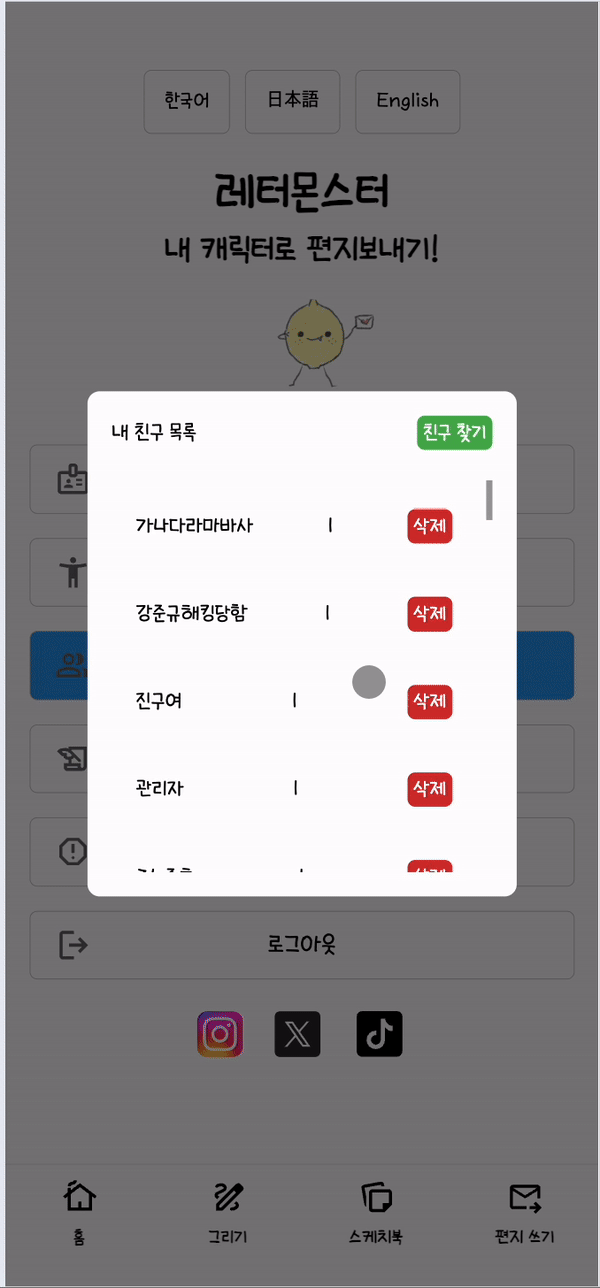 한국어 日本語 English
레터몬스터
내 캐릭터로 편지보내기!
내 친구 목록 친구 찾기
가나다라마바사 | 삭제
강준규해킹당함 | 삭제
진구여 | 삭제
관리자 | 삭제
로그아웃
홈 그리기 스케치북 편지 쓰기